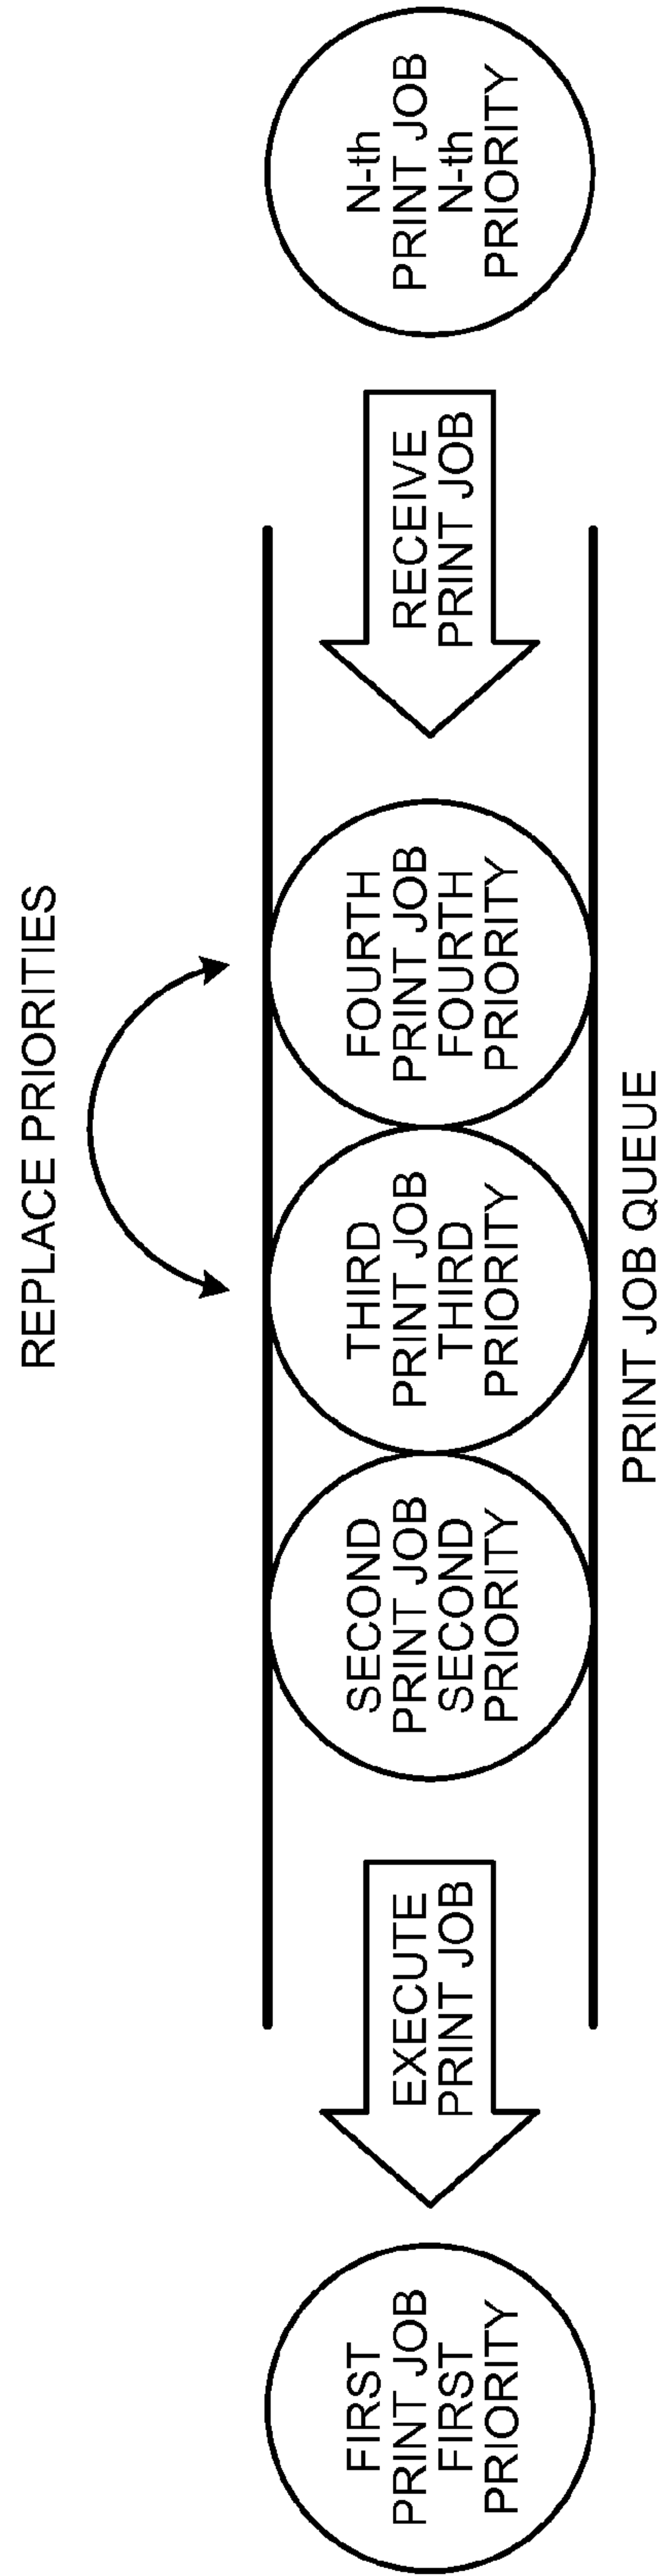 REPLACE PRIORITIES
FIRST
PRINT JOB
FIRST
PRIORITY
EXECUTE
PRINT JOB
SECOND
PRINT JOB
SECOND
PRIORITY
THIRD
PRINT JOB
THIRD
PRIORITY
FOURTH
PRINT JOB
FOURTH
PRIORITY
RECEIVE
PRINT JOB
N-th
PRINT JOB
N-th
PRIORITY
PRINT JOB QUEUE